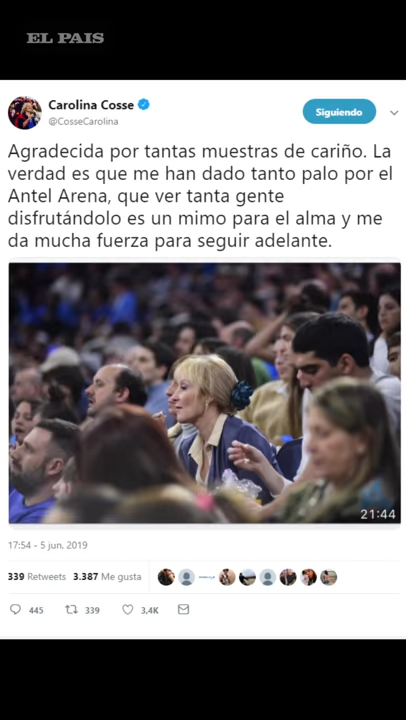 EL PAIS
Carolina Cosse
@CosseCarolina
Siguiendo
Agradecida por tantas muestras de cariño. La
verdad es que me han dado tanto palo por el
Antel Arena, que ver tanta gente
disfrutándolo es un mimo para el alma y me
da mucha fuerza para seguir adelante.
21:44
17:54 - 5 jun. 2019
339 Retweets 3.387 Me gusta
445 339 3,4K